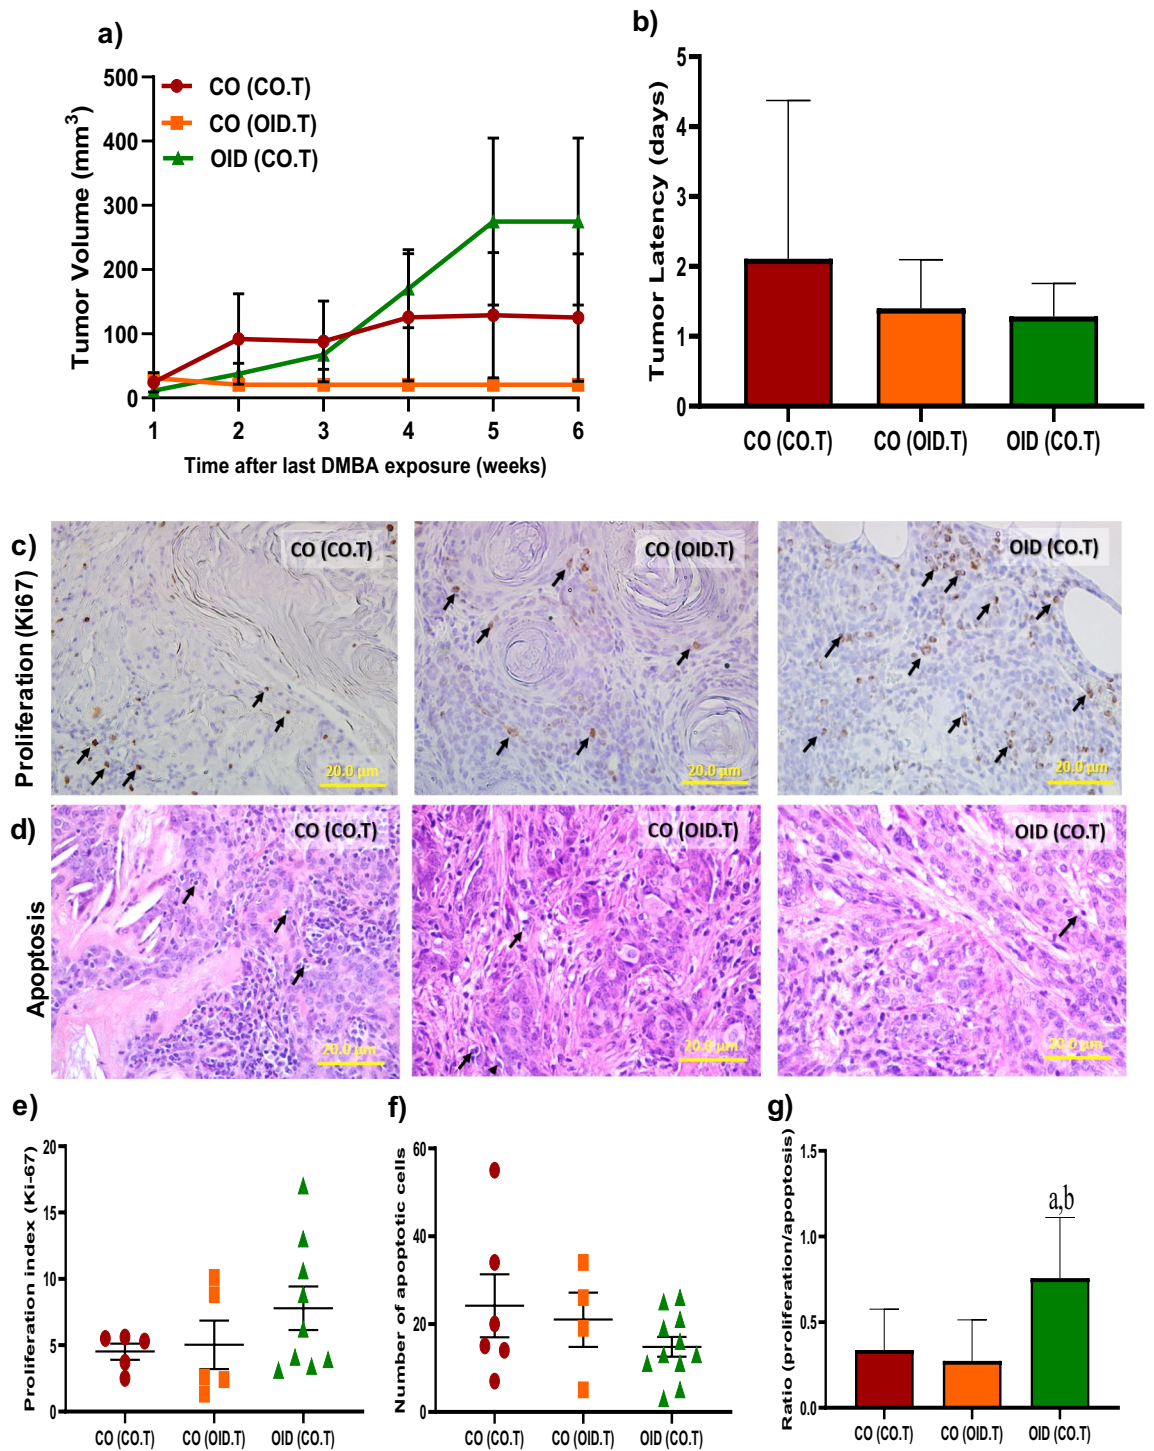 a)
500
400
300
200
100
0
Tumor Volume (mm3)
CO (CO.T)
CO (OID.T)
OID (CO.T)
1 2 3 4 5 6
Time after last DMBA exposure (weeks)
b)
5
4
3
2
1
0
Tumor Latency (days)
CO (CO.T) CO (OID.T) OID (CO.T)
c)
Proliferation (Ki67)
CO (CO.T)
20.0 µm
CO (OID.T)
20.0 µm
OID (CO.T)
20.0 µm
d)
Apoptosis
CO (CO.T)
20.0 µm
CO (OID.T)
20.0 µm
OID (CO.T)
20.0 µm
e)
20
15
10
5
0
Proliferation index (Ki-67)
CO (CO.T) CO (OID.T) OID (CO.T)
f)
60
40
20
0
Number of apoptotic cells
CO (CO.T) CO (OID.T) OID (CO.T)
g)
1.5
1.0
0.5
0.0
Ratio (proliferation/apoptosis)
a,b
CO (CO.T) CO (OID.T) OID (CO.T)